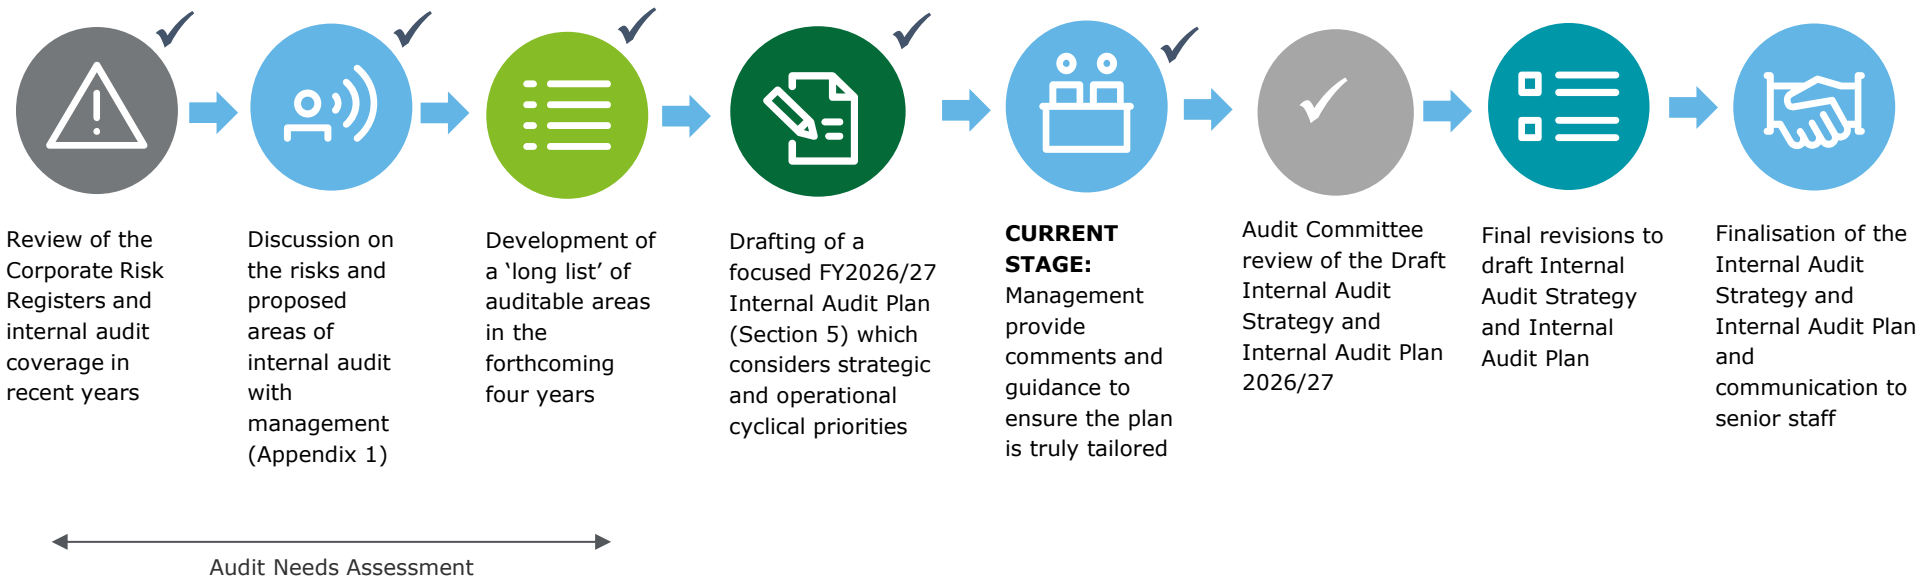 Review of the
Corporate Risk
Registers and
internal audit
coverage in
recent years
Discussion on
the risks and
proposed
areas of
internal audit
with
management
(Appendix 1)
Development of
a ‘long list’ of
auditable areas
in the
forthcoming
four years
Drafting of a
focused FY2026/27
Internal Audit Plan
(Section 5) which
considers strategic
and operational
cyclical priorities
CURRENT
STAGE:
Management
provide
comments and
guidance to
ensure the plan
is truly tailored
Audit Committee
review of the Draft
Internal Audit
Strategy and
Internal Audit Plan
2026/27
Final revisions to
draft Internal
Audit Strategy
and Internal
Audit Plan
Finalisation of the
Internal Audit
Strategy and
Internal Audit Plan
and
communication to
senior staff
Audit Needs Assessment